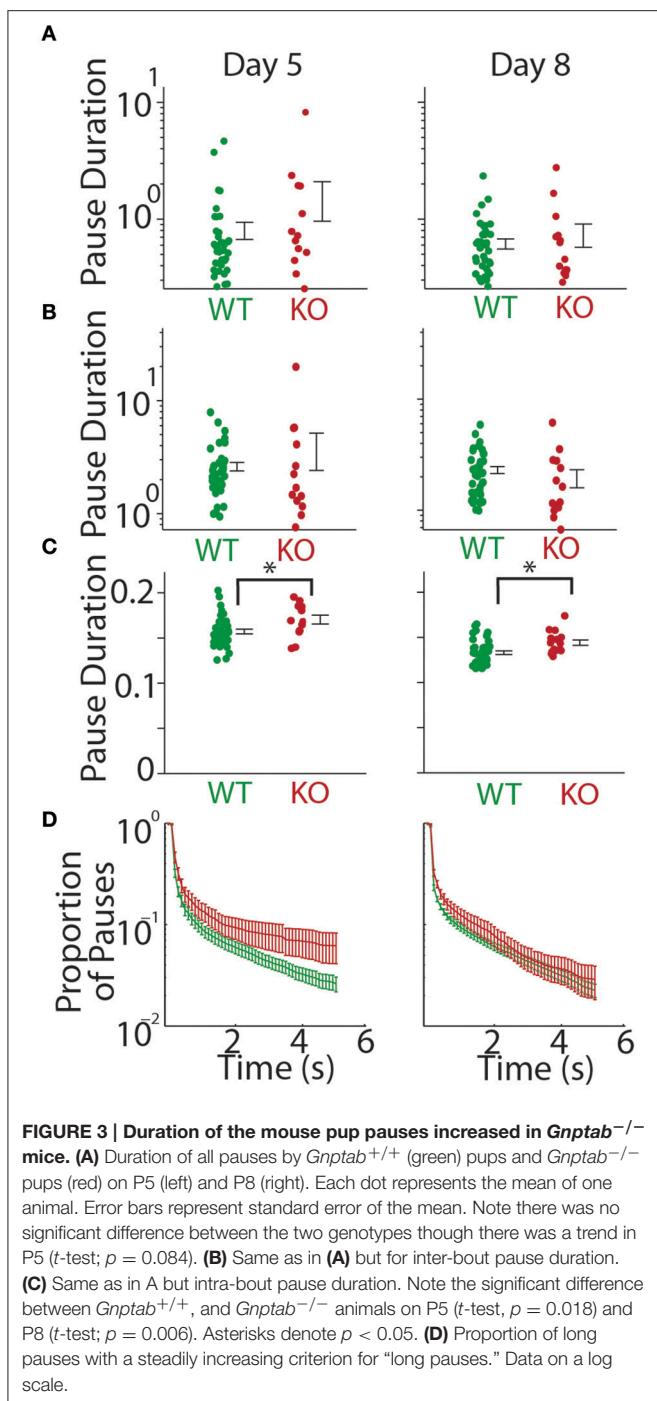 A
Day 5
Day 8
Pause Duration
10^1
10^0
WT
KO
WT
KO
B
Pause Duration
10^1
10^0
WT
KO
WT
KO
C
Pause Duration
0.2
0.1
0
*
*
WT
KO
WT
KO
D
Proportion
of Pauses
10^0
10^-1
10^-2
2
4
6
2
4
6
Time (s)
Time (s)
FIGURE 3 | Duration of the mouse pup pauses increased in Gnptab−/−
mice. (A) Duration of all pauses by Gnptab+/+ (green) pups and Gnptab−/−
pups (red) on P5 (left) and P8 (right). Each dot represents the mean of one
animal. Error bars represent standard error of the mean. Note there was no
significant difference between the two genotypes though there was a trend in
P5 (t-test; p = 0.084). (B) Same as in (A) but for inter-bout pause duration.
(C) Same as in A but intra-bout pause duration. Note the significant difference
between Gnptab+/+, and Gnptab−/− animals on P5 (t-test, p = 0.018) and
P8 (t-test; p = 0.006). Asterisks denote p < 0.05. (D) Proportion of long
pauses with a steadily increasing criterion for “long pauses.” Data on a log
scale.